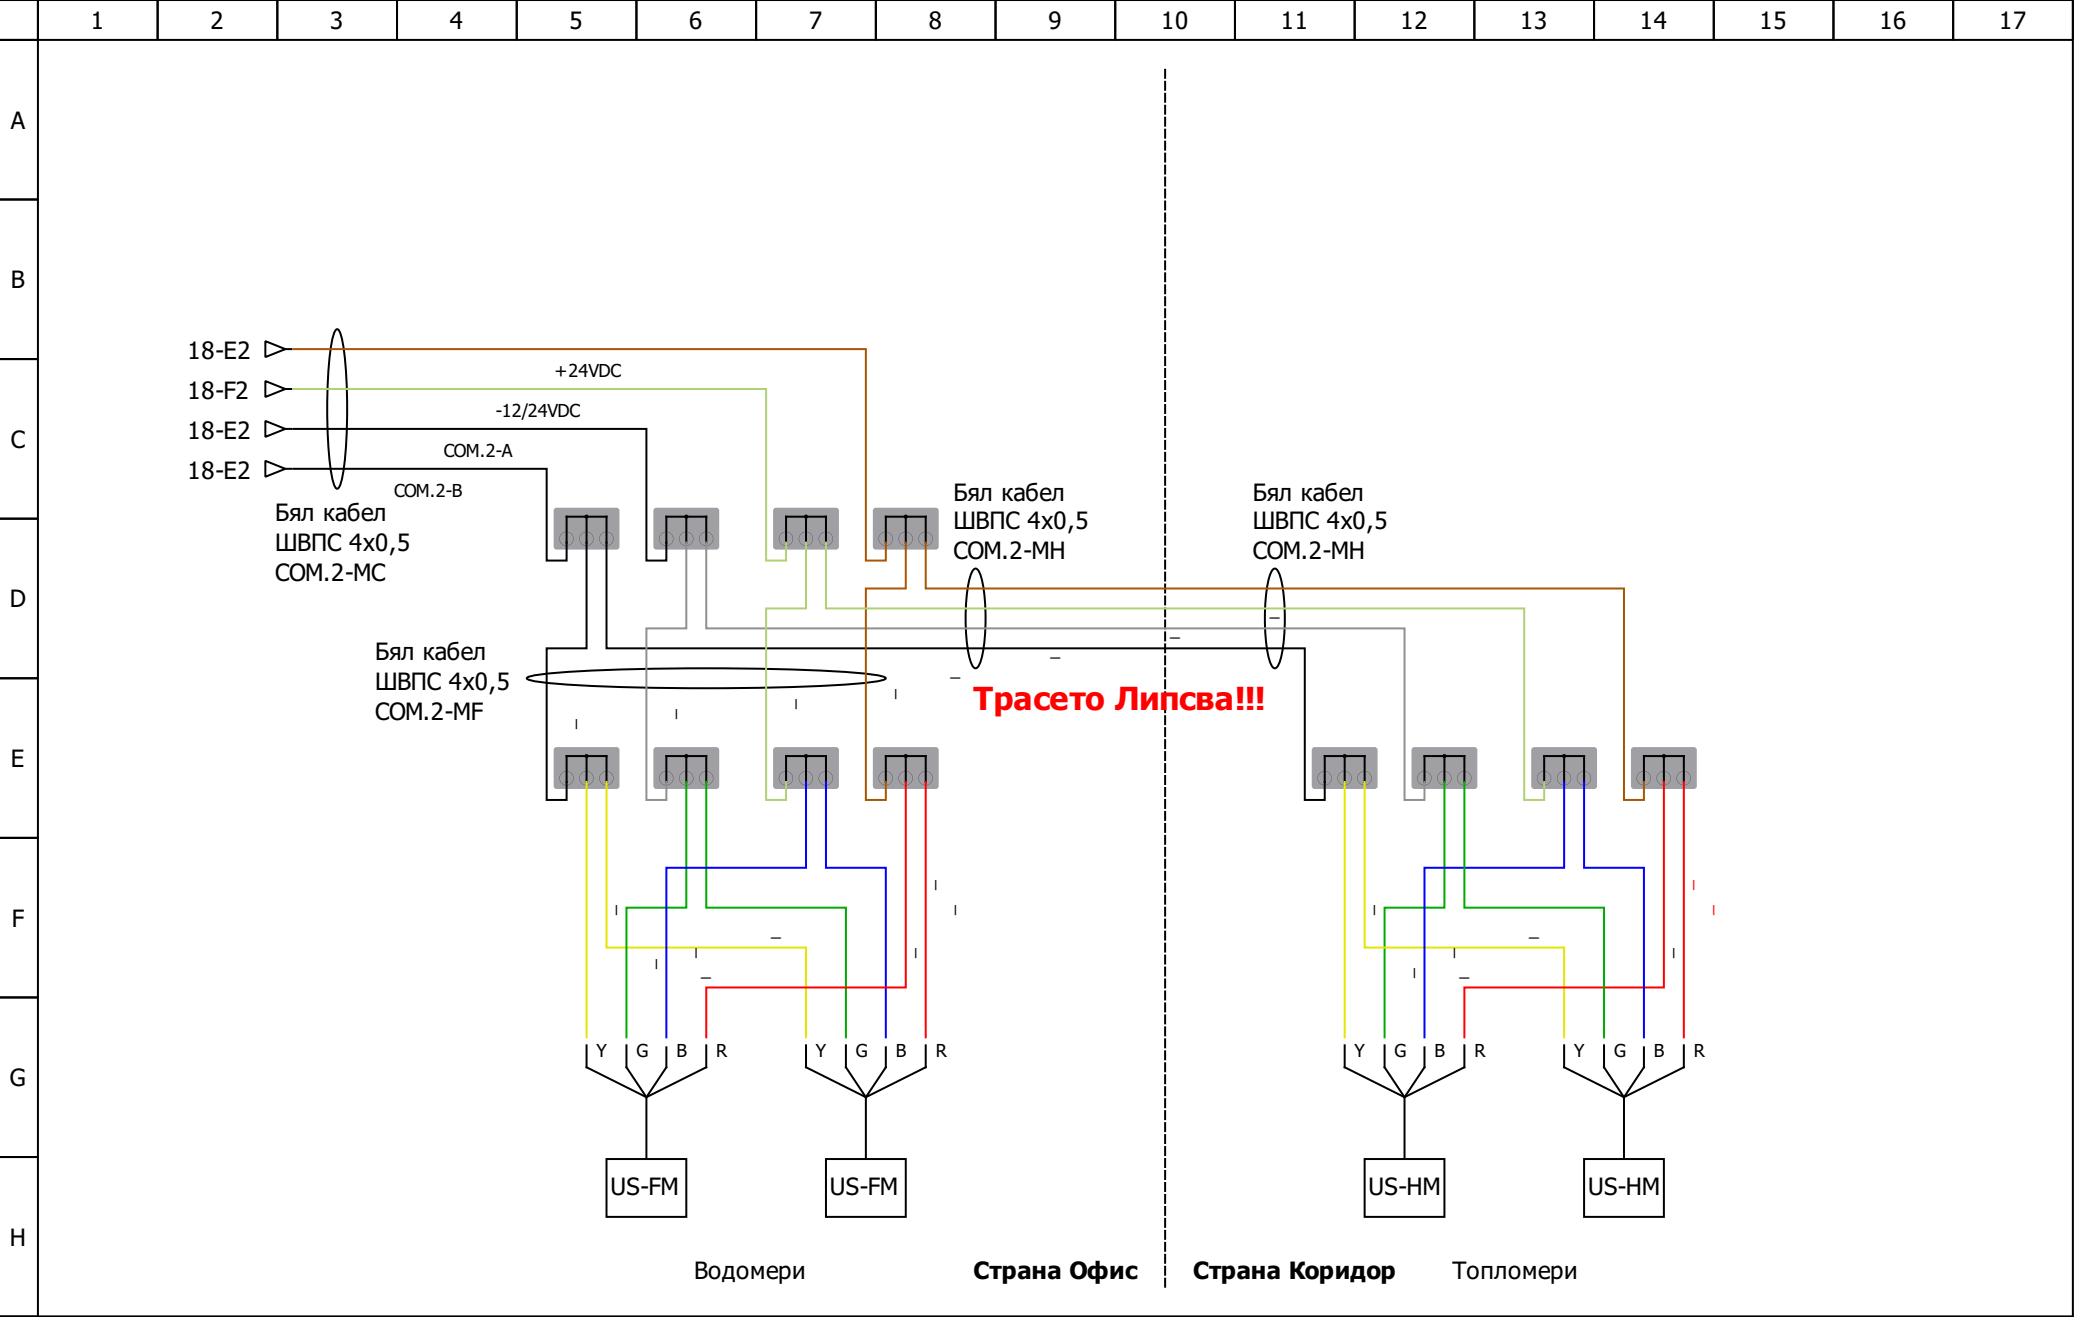 1 2 3 4 5 6 7 8 9 10 11 12 13 14 15 16 17
A
B
18-E2
+24VDC
18-F2
-12/24VDC
C
18-E2
COM.2-A
18-E2
COM.2-B
Бял кабел
ШВПС 4x0,5
COM.2-MC
Бял кабел
ШВПС 4x0,5
COM.2-MH
Бял кабел
ШВПС 4x0,5
COM.2-MH
D
Бял кабел
ШВПС 4x0,5
COM.2-MF
Трасето Липсва!!!
E
F
Y G B R Y G B R Y G B R Y G B R
G
US-FM US-FM US-HM US-HM
H
Водомери Страна Офис Страна Коридор Топломери